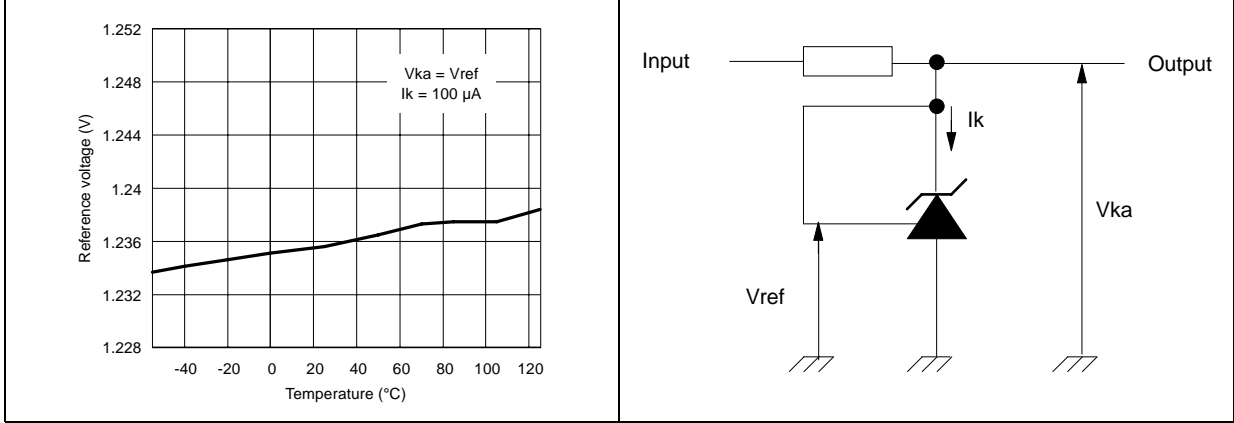 1.252
1.248
1.244
1.24
1.236
1.232
1.228
Reference voltage (V)
Vka = Vref
Ik = 100 µA
-40 -20 0 20 40 60 80 100 120
Temperature (°C)
Input
Output
Ik
Vka
Vref